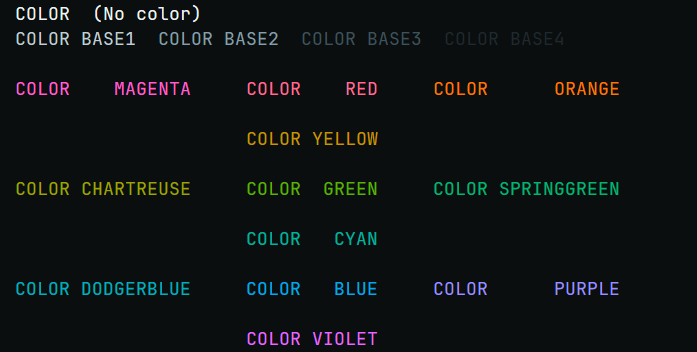 COLOR  (No color)
COLOR BASE1  COLOR BASE2  COLOR BASE3  COLOR BASE4
COLOR    MAGENTA     COLOR    RED     COLOR      ORANGE
COLOR YELLOW
COLOR CHARTREUSE     COLOR  GREEN     COLOR SPRINGGREEN
COLOR   CYAN
COLOR DODGERBLUE     COLOR   BLUE     COLOR      PURPLE
COLOR VIOLET